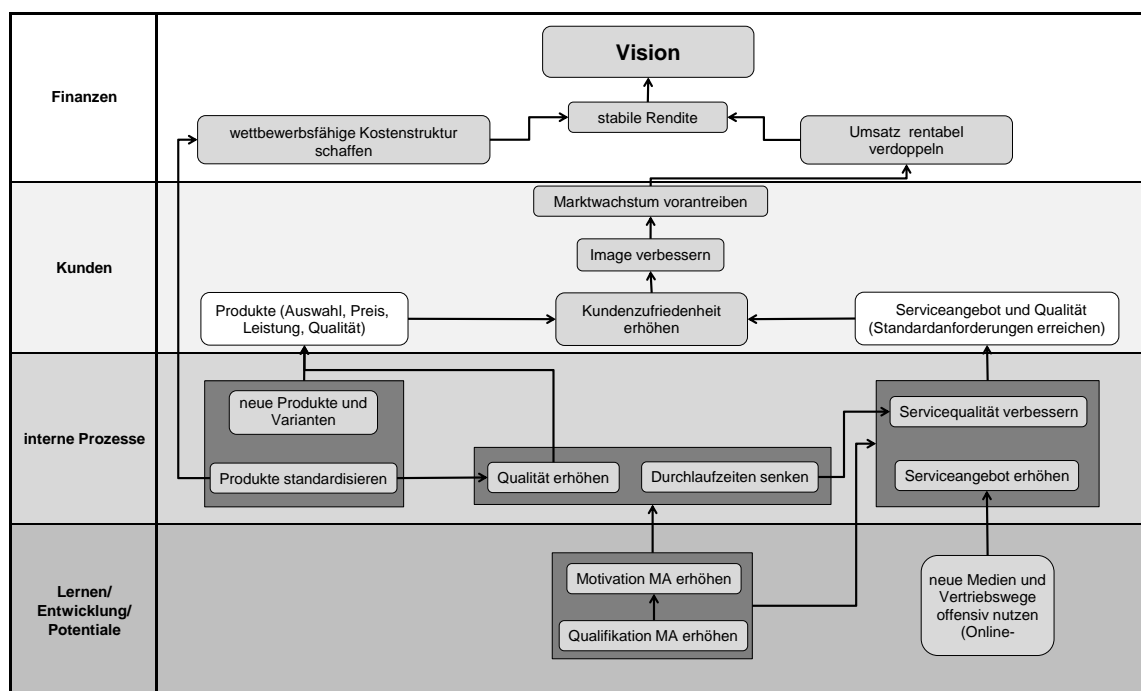 Vision
Finanzen
stabile Rendite
wettbewerbsfähige Kostenstruktur
schaffen
Umsatz rentabel
verdoppeln
Marktwachstum vorantreiben
Kunden
Image verbessern
Produkte (Auswahl, Preis,
Leistung, Qualität)
Kundenzufriedenheit
erhöhen
Serviceangebot und Qualität
(Standardanforderungen erreichen)
interne Prozesse
neue Produkte und
Varianten
Servicequalität verbessern
Produkte standardisieren
Qualität erhöhen
Durchlaufzeiten senken
Serviceangebot erhöhen
Lernen/
Entwicklung/
Potentiale
Motivation MA erhöhen
Qualifikation MA erhöhen
neue Medien und
Vertriebswege
offensiv nutzen
(Online-